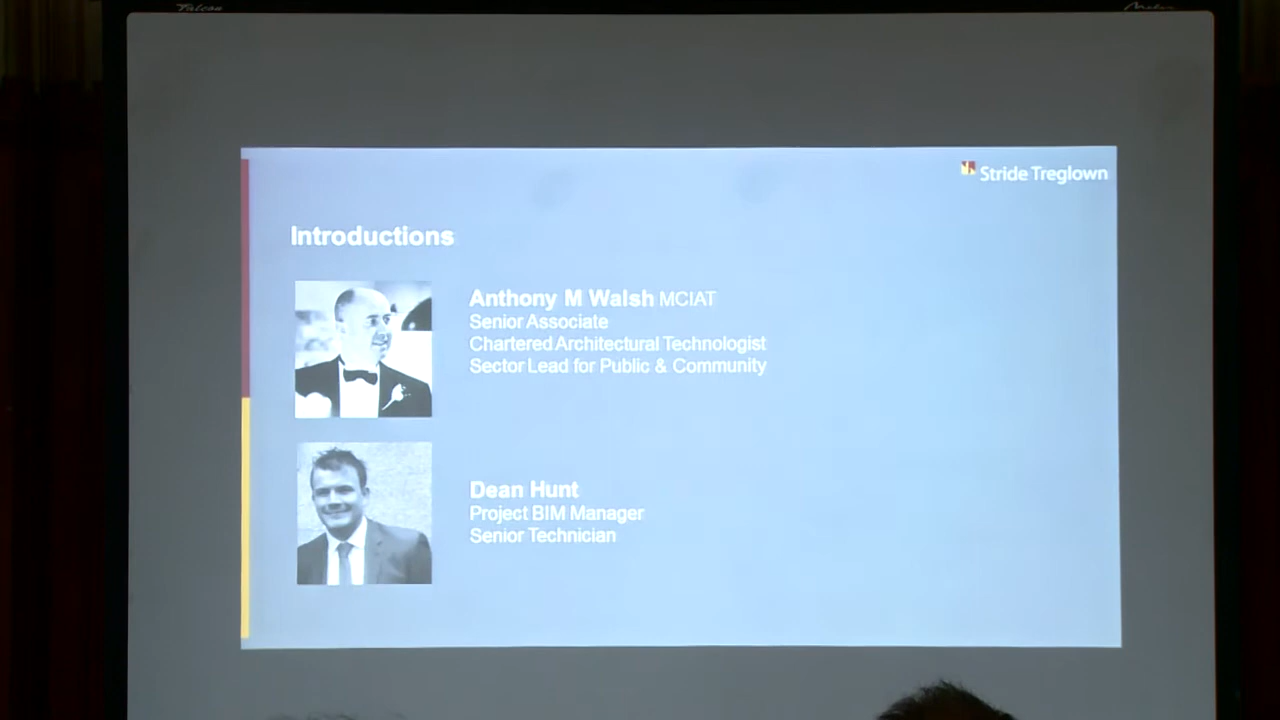 Falcon
Stride Treglown
Introductions
Anthony M Walsh MCIAT
Senior Associate
Chartered Architectural Technologist
Sector Lead for Public & Community
Dean Hunt
Project BIM Manager
Senior Technician